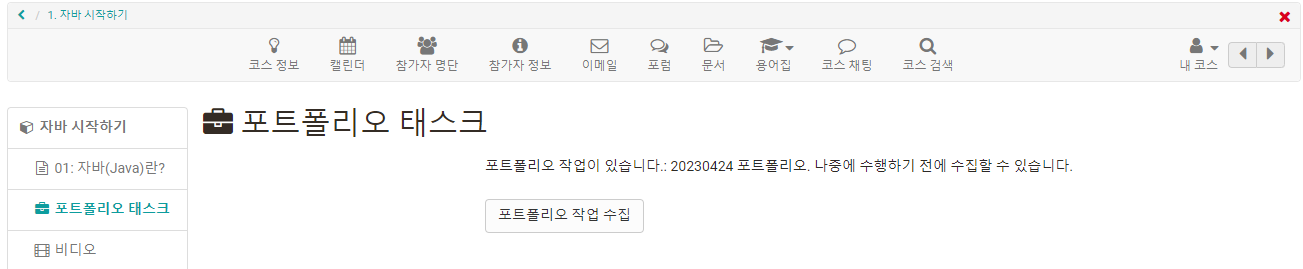 / 1. 자바 시작하기
코스 정보 캘린더 참가자 명단 참가자 정보 이메일 포럼 문서 용어집 코스 채팅 코스 검색 내 코스
자바 시작하기
01: 자바(Java)란?
포트폴리오 태스크
비디오
포트폴리오 태스크
포트폴리오 작업이 있습니다.: 20230424 포트폴리오. 나중에 수행하기 전에 수집할 수 있습니다.
포트폴리오 작업 수집